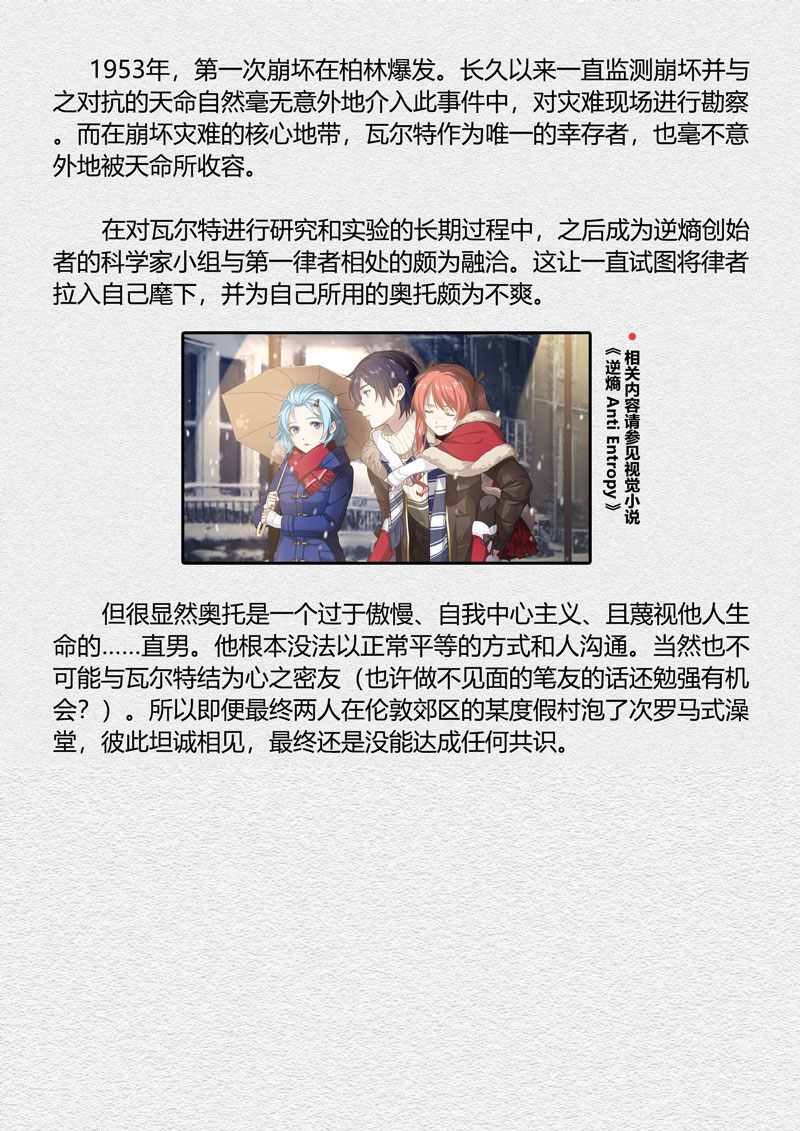 1953年，第一次崩坏在柏林爆发。长久以来一直监测崩坏并与
之对抗的天命自然毫无意外地介入此事件中，对灾难现场进行勘察
。而在崩坏灾难的核心地带，瓦尔特作为唯一的幸存者，也毫不意
外地被天命所收容。
在对瓦尔特进行研究和实验的长期过程中，之后成为逆熵创始
者的科学家小组与第一律者相处的颇为融洽。这让一直试图将律者
拉入自己麾下，并为自己所用的奥托颇为不爽。
相关内容请参见视觉小说
《逆熵 Anti Entropy》
但很显然奥托是一个过于傲慢、自我中心主义、且蔑视他人生
命的……直男。他根本没法以正常平等的方式和人沟通。当然也不
可能与瓦尔特结为心之密友（也许做不见面的笔友的话还勉强有机
会？）。所以即便最终两人在伦敦郊区的某度假村泡了次罗马式澡
堂，彼此坦诚相见，最终还是没能达成任何共识。